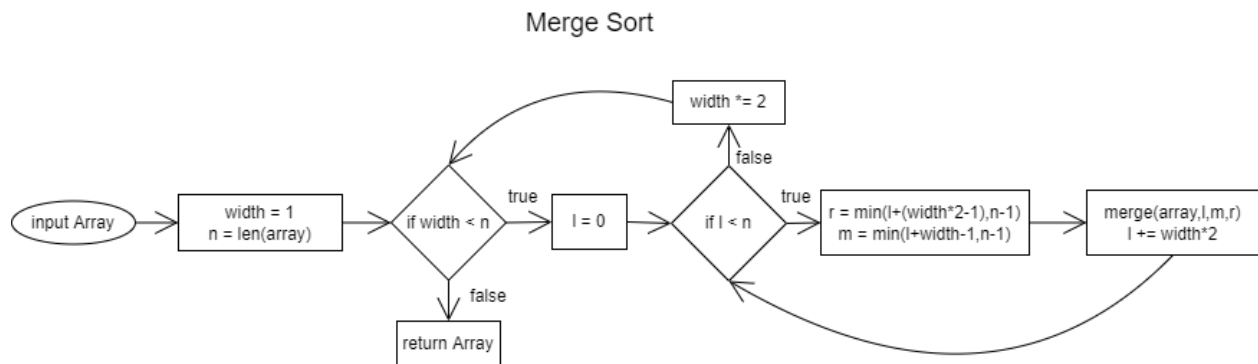 Merge Sort
input Array
width = 1
n = len(array)
if width < n
true
false
return Array
l = 0
if l < n
false
width *= 2
true
r = min(l+(width*2-1),n-1)
m = min(l+width-1,n-1)
merge(array,l,m,r)
l += width*2